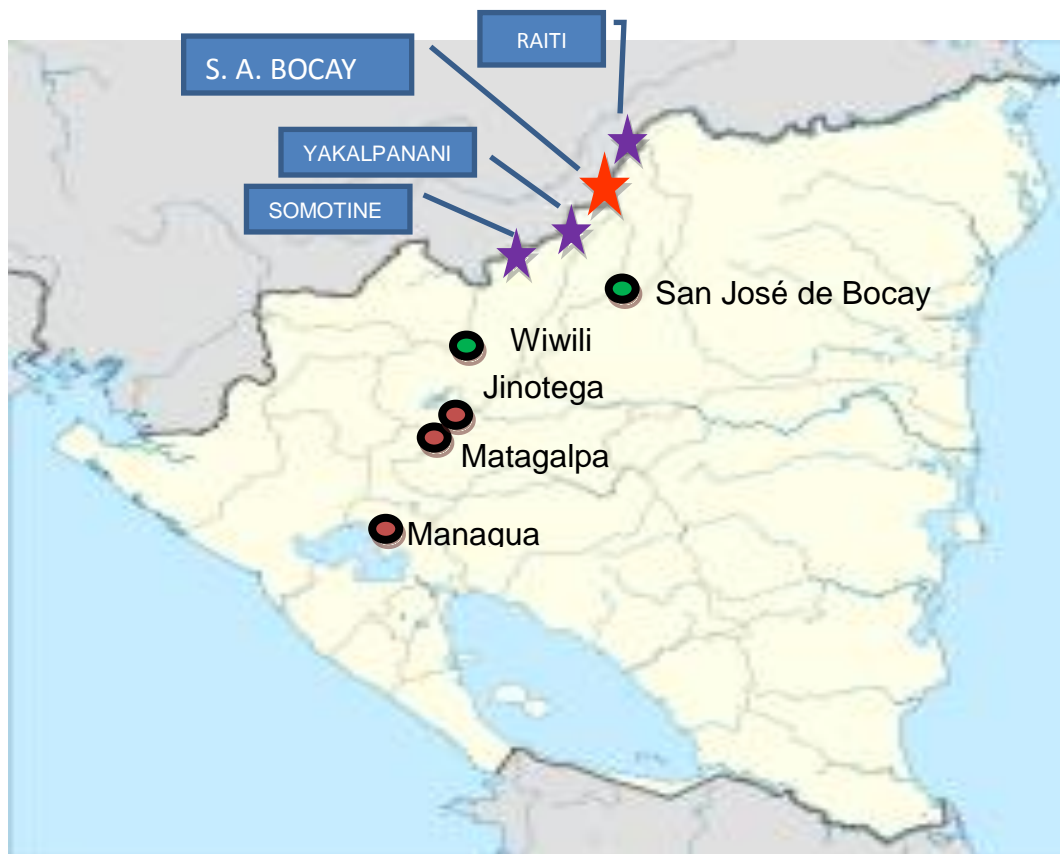 RAITI
S. A. BOCAY
YAKALPANANI
SOMOTINE
San José de Bocay
Wiwili
Jinotega
Matagalpa
Managua